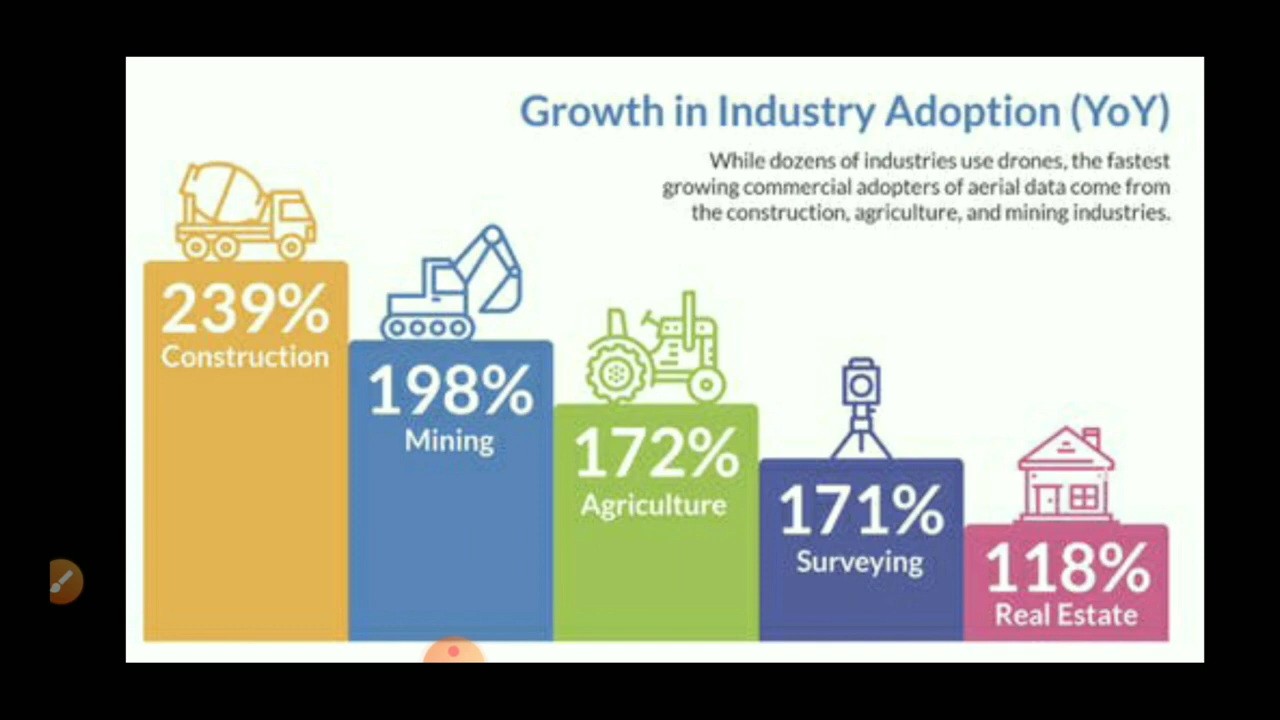 Growth in Industry Adoption (YoY)
While dozens of industries use drones, the fastest
growing commercial adopters of aerial data come from
the construction, agriculture, and mining industries.
239%
Construction
198%
Mining
172%
Agriculture
171%
Surveying
118%
Real Estate